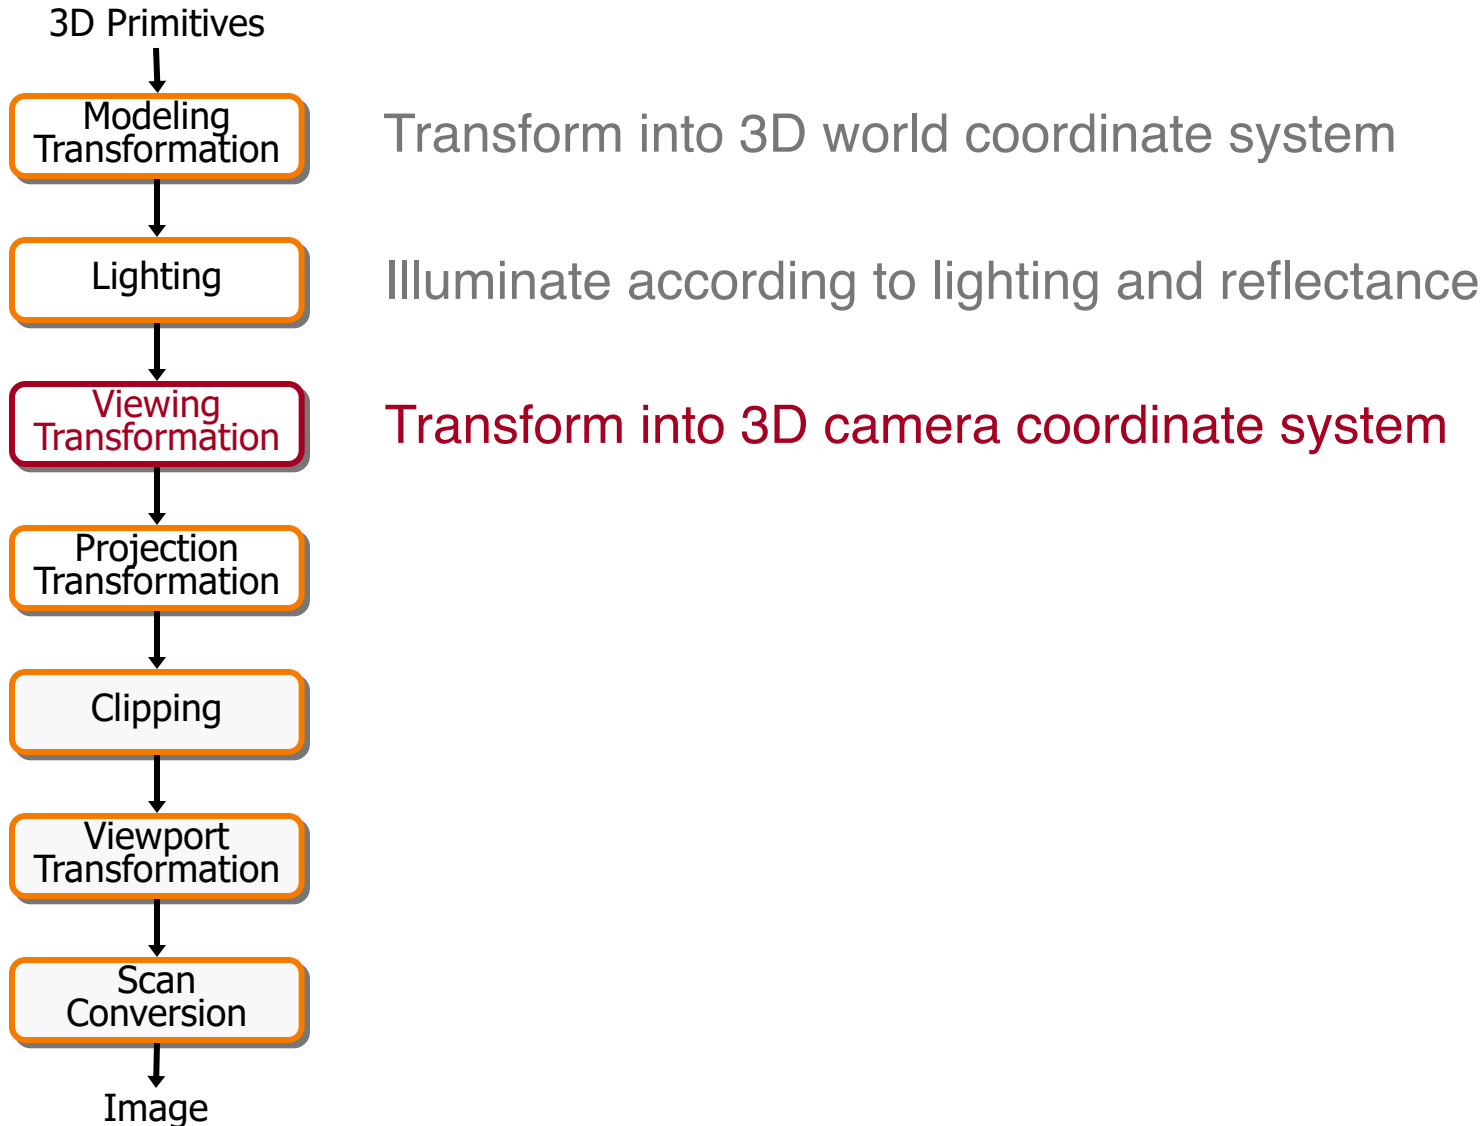 3D Primitives
Modeling
Transformation
Transform into 3D world coordinate system
Lighting
Illuminate according to lighting and reflectance
Viewing
Transformation
Transform into 3D camera coordinate system
Projection
Transformation
Clipping
Viewport
Transformation
Scan
Conversion
Image